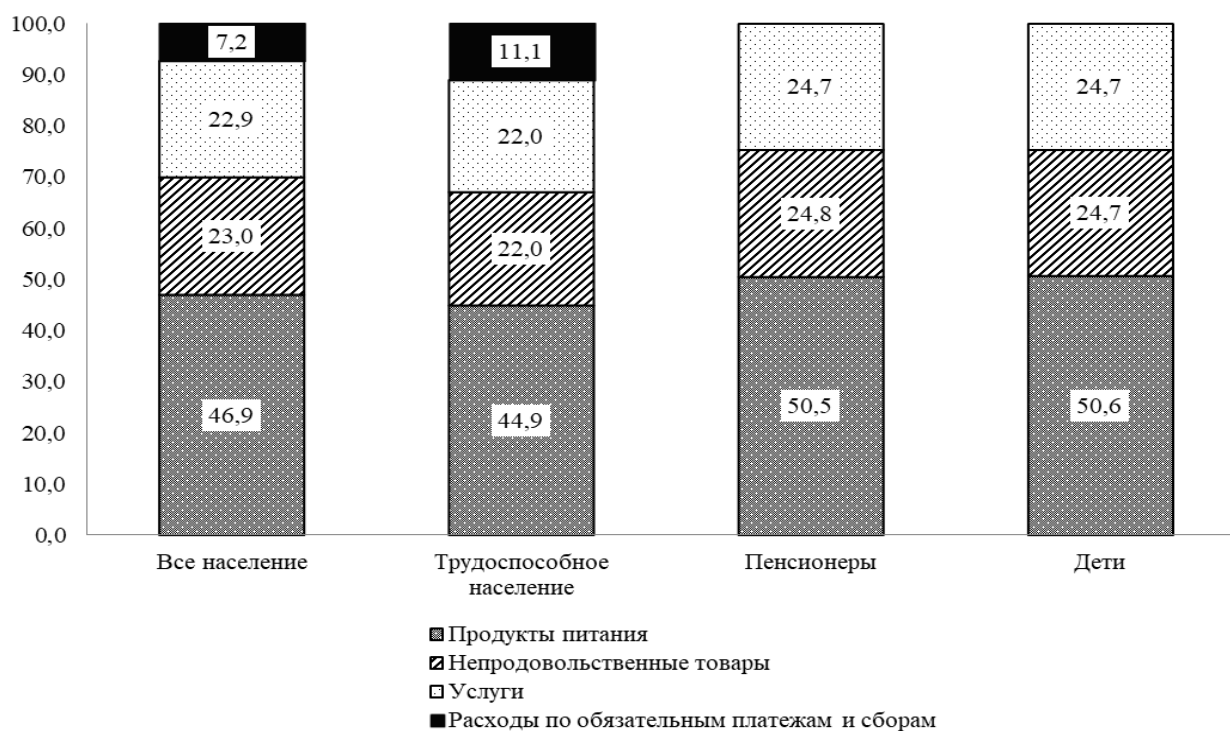 100,0
90,0
80,0
70,0
60,0
50,0
40,0
30,0
20,0
10,0
0,0
7,2
22,9
23,0
46,9
11,1
22,0
22,0
44,9
24,7
24,8
50,5
24,7
24,7
50,6
Все население
Трудоспособное
население
Пенсионеры
Дети
Продукты питания
Непродовольственные товары
Услуги
Расходы по обязательным платежам и сборам